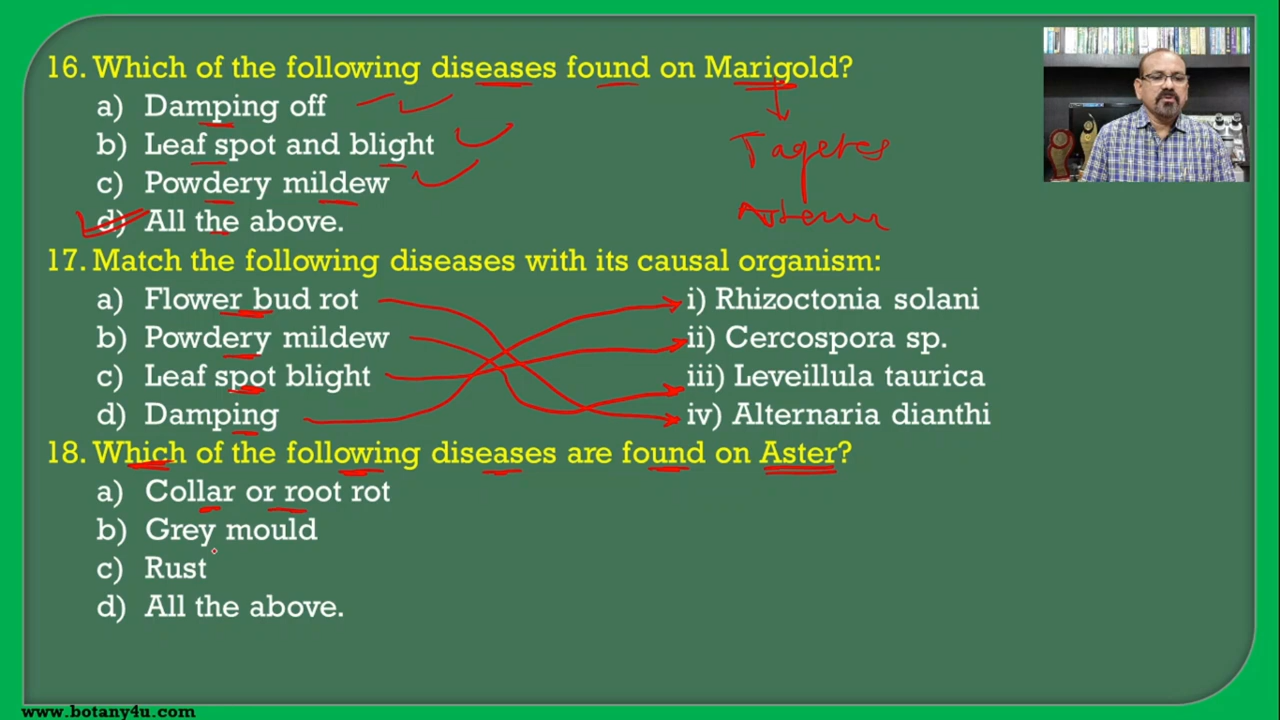 16. Which of the following diseases found on Marigold?
a) Damping off
b) Leaf spot and blight
Tagetes
c) Powdery mildew
d) All the above.
17. Match the following diseases with its causal organism:
a) Flower bud rot i) Rhizoctonia solani
b) Powdery mildew ii) Cercospora sp.
c) Leaf spot blight iii) Leveillula taurica
d) Damping iv) Alternaria dianthi
18. Which of the following diseases are found on Aster?
a) Collar or root rot
b) Grey mould
c) Rust
d) All the above.
www.botany4u.com